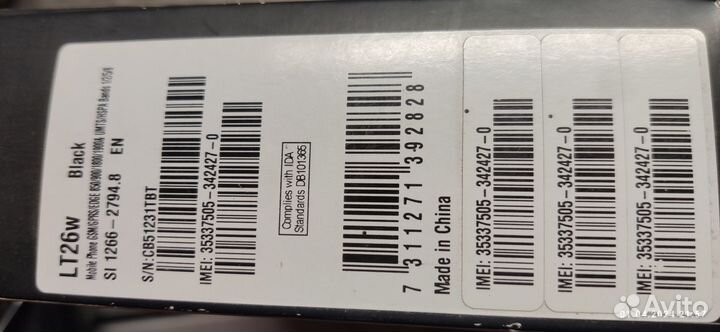 LT26w Black
Mobile Phone GSM/GPRS/EDGE 850/900/1800/1900A UMTS/HSPA Bands 1/2/5/8
SI 1266-2794.8 EN
S/N:CB51231TBT
IMEI: 35337505-342427-0
Complies with IDA
Standards DB101365
7 311271 392828
Made in China
IMEI: 35337505-342427-0
IMEI: 35337505-342427-0
IMEI: 35337505-342427-0
Avito